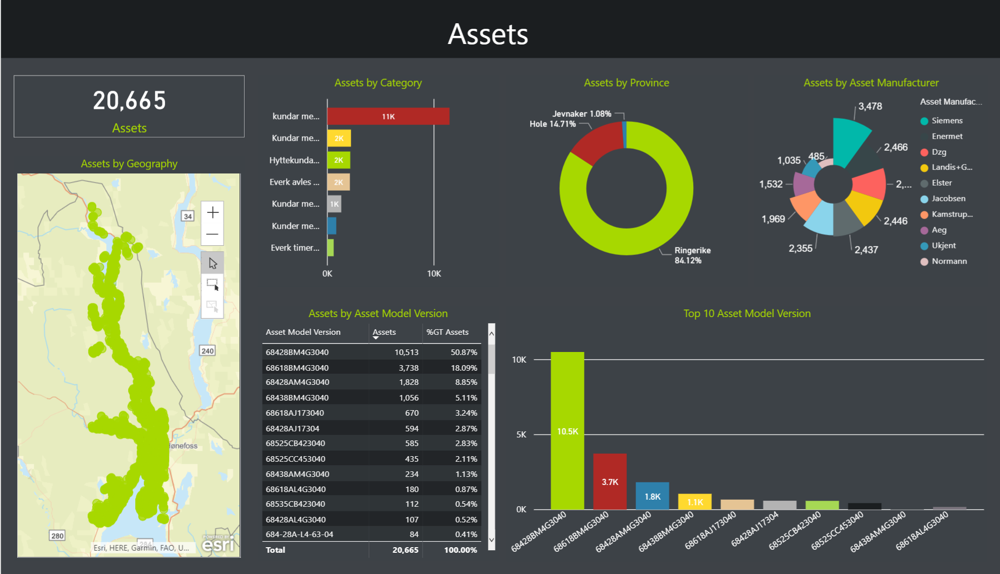 Assets
20,665
Assets
Assets by Geography
34
240
lønefoss
280
284
Esri, HERE, Garmin, FAO, U...
POWERED BY
esri
Assets by Category
kundar me...
11K
Kundar me...
2K
Hyttekunda...
2K
Everk avles ...
2K
Kundar me...
1K
Kunder me...
Everk timer...
0K
10K
Assets by Province
Jevnaker 1.08%
Hole 14.71%
Ringerike
84.12%
Assets by Asset Manufacturer
3,478
2,466
2,...
2,446
2,437
2,355
1,969
1,532
1,035
485
Asset Manufac...
Siemens
Enermet
Dzg
Landis+G...
Elster
Jacobsen
Kamstrup...
Aeg
Ukjent
Normann
Assets by Asset Model Version
Asset Model Version Assets %GT Assets
68428BM4G3040 10,513 50.87%
68618BM4G3040 3,738 18.09%
68428AM4G3040 1,828 8.85%
68438BM4G3040 1,056 5.11%
68618AJ173040 670 3.24%
68428AJ17304 594 2.87%
68525CB423040 585 2.83%
68525CC453040 435 2.11%
68438AM4G3040 234 1.13%
68618AL4G3040 180 0.87%
68535CB423040 112 0.54%
68428AL4G3040 107 0.52%
684-28A-L4-63-04 84 0.41%
Total 20,665 100.00%
Top 10 Asset Model Version
10K
5K
0K
10.5K
3.7K
1.8K
1.1K
68428BM4G3040
68618BM4G3040
68428AM4G3040
68438BM4G3040
68618AJ173040
68428AJ17304
68525CB423040
68525CC453040
68438AM4G3040
68618AL4G3040